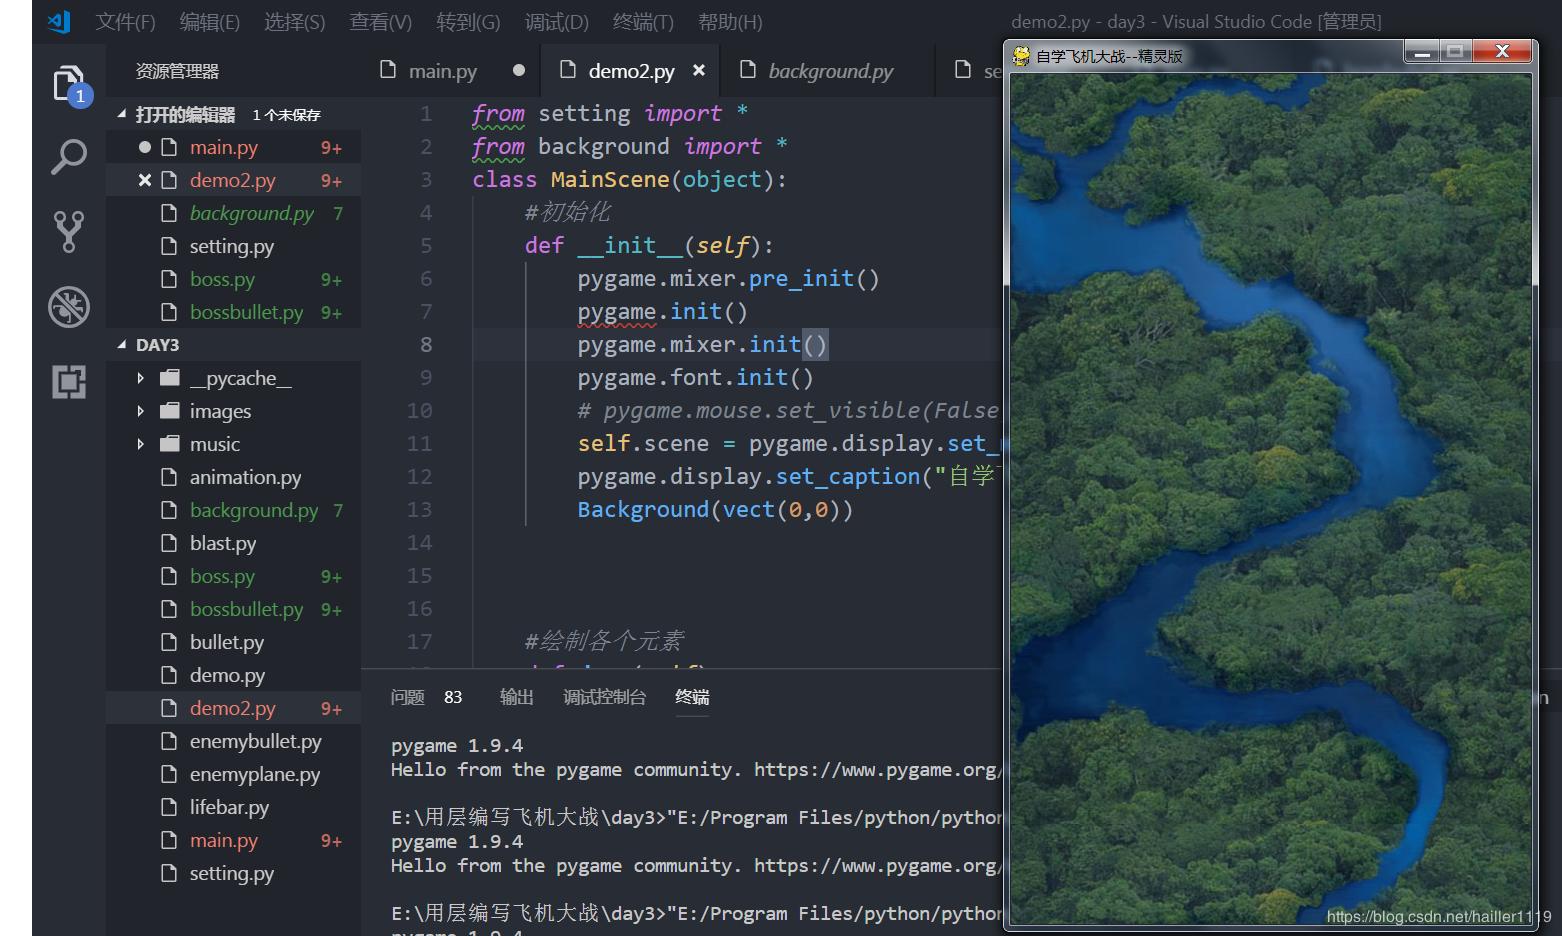 文件(F) 编辑(E) 选择(S) 查看(V) 转到(G) 调试(D) 终端(T) 帮助(H) demo2.py - day3 - Visual Studio Code [管理员]
资源管理器
1
打开的编辑器 1 个未保存
main.py 9+
demo2.py 9+
background.py 7
setting.py
boss.py 9+
bossbullet.py 9+
DAY3
__pycache__
images
music
animation.py
background.py 7
blast.py
boss.py 9+
bossbullet.py 9+
bullet.py
demo.py
demo2.py 9+
enemybullet.py
enemyplane.py
lifebar.py
main.py 9+
setting.py
main.py demo2.py background.py se
1 from setting import *
2 from background import *
3 class MainScene(object):
4 #初始化
5 def __init__(self):
6 pygame.mixer.pre_init()
7 pygame.init()
8 pygame.mixer.init()
9 pygame.font.init()
10 # pygame.mouse.set_visible(False
11 self.scene = pygame.display.set_
12 pygame.display.set_caption("自学
13 Background(vect(0,0))
14
15
16
17 #绘制各个元素
问题 83 输出 调试控制台 终端
pygame 1.9.4
Hello from the pygame community. https://www.pygame.org/
E:\用层编写飞机大战\day3>"E:/Program Files/python/python
pygame 1.9.4
Hello from the pygame community. https://www.pygame.org/
E:\用层编写飞机大战\day3>"E:/Program Files/python/python
pygame 1.9.4
自学飞机大战--精灵版
https://blog.csdn.net/hailler1119